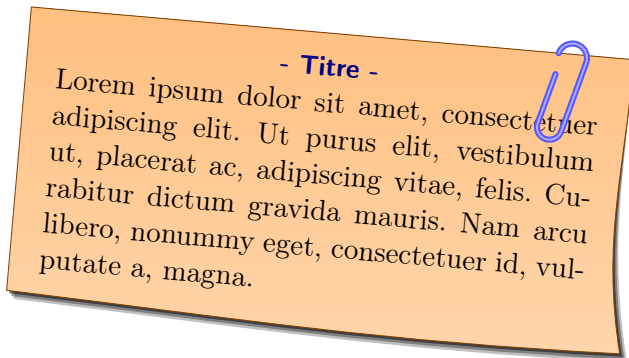 - Titre -
Lorem ipsum dolor sit amet, consectetuer
adipiscing elit. Ut purus elit, vestibulum
ut, placerat ac, adipiscing vitae, felis. Cu-
rabitur dictum gravida mauris. Nam arcu
libero, nonummy eget, consectetuer id, vul-
putate a, magna.